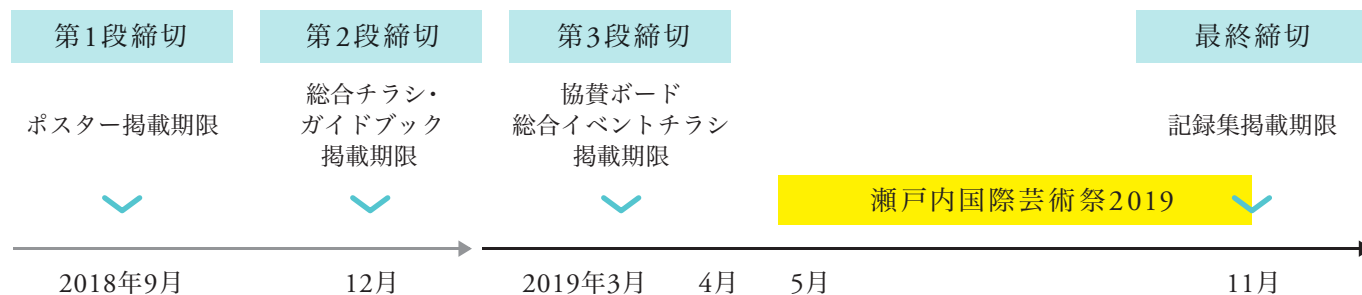 第1段締切
第2段締切
第3段締切
最終締切
ポスター掲載期限
総合チラシ・
ガイドブック
掲載期限
協賛ボード
総合イベントチラシ
掲載期限
記録集掲載期限
瀬戸内国際芸術祭2019
2018年9月
12月
2019年3月
4月
5月
11月